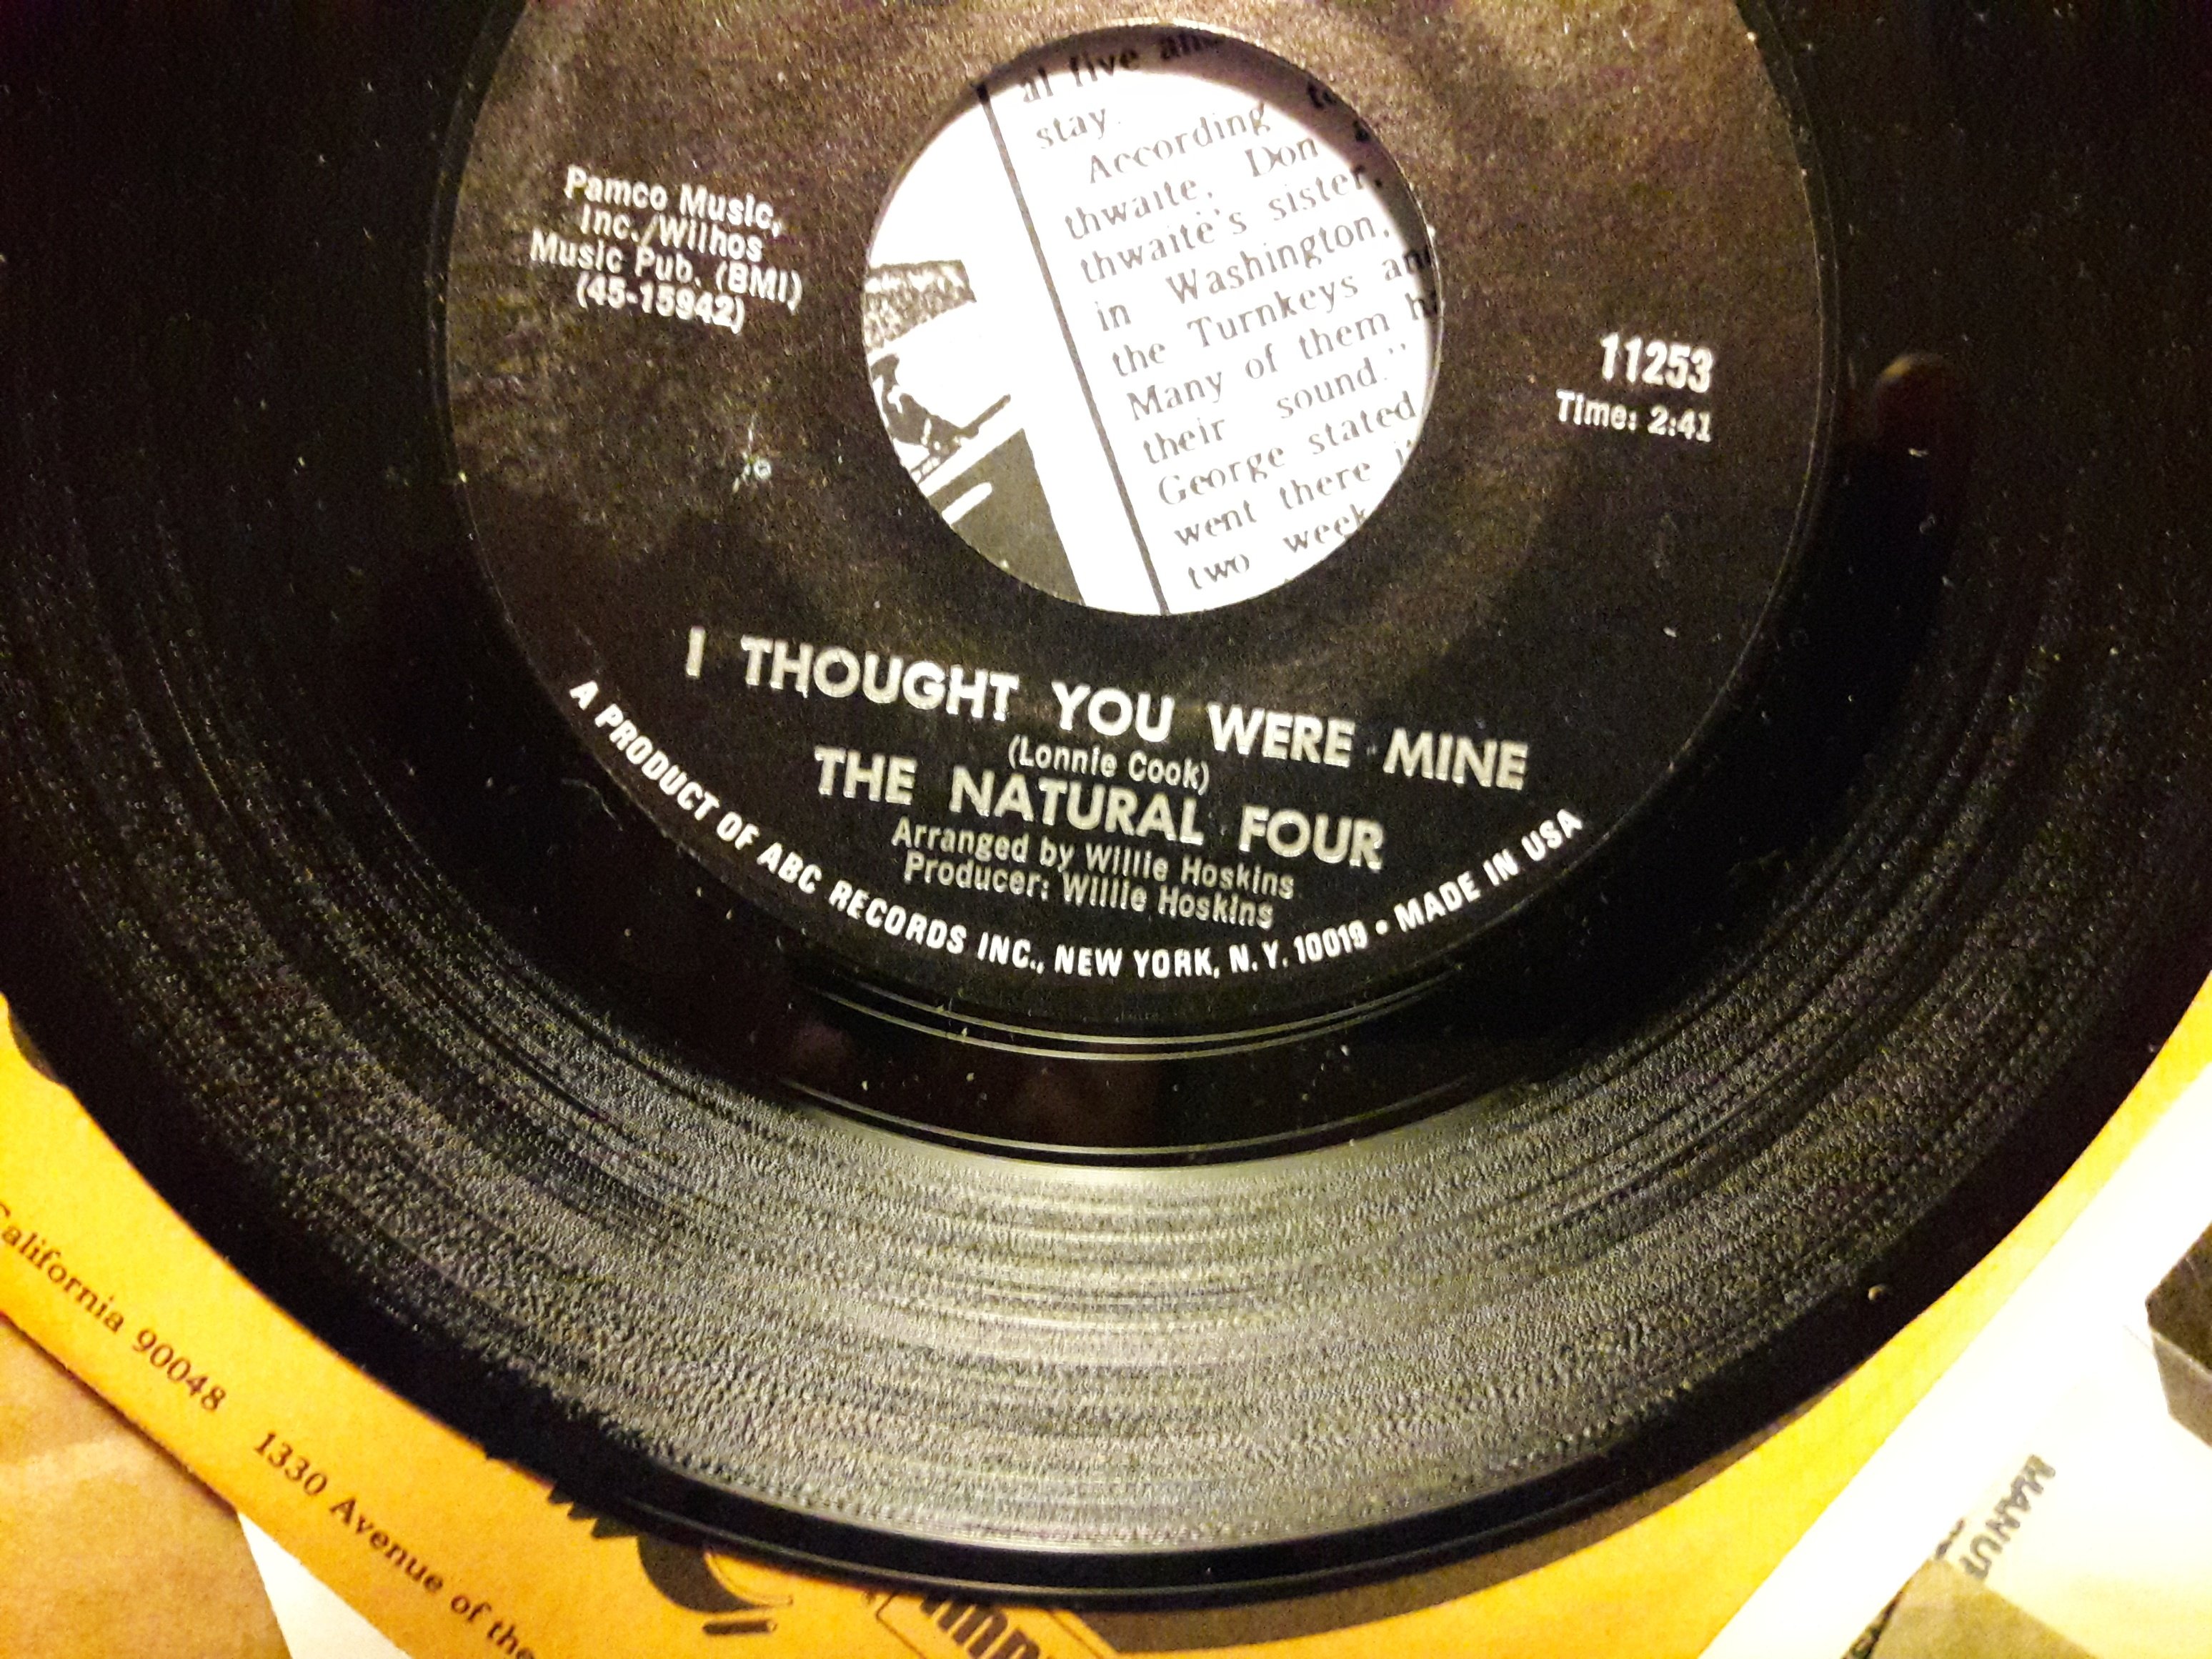 al five
stay.
According
thwaite, Don
thwaite's sister,
in Washington,
the Turnkeys
Many of them
their sound."
George stated
went there
two
Pamco Music,
Inc./Wilhos
Music Pub. (BMI)
(45-15942)
11253
Time: 2:41
I THOUGHT YOU WERE MINE
(Lonnie Cook)
THE NATURAL FOUR
Arranged by Willie Hoskins
Producer: Willie Hoskins
A PRODUCT OF ABC RECORDS INC., NEW YORK, N.Y. 10019 • MADE IN USA
California 90048 1330 Avenue of the